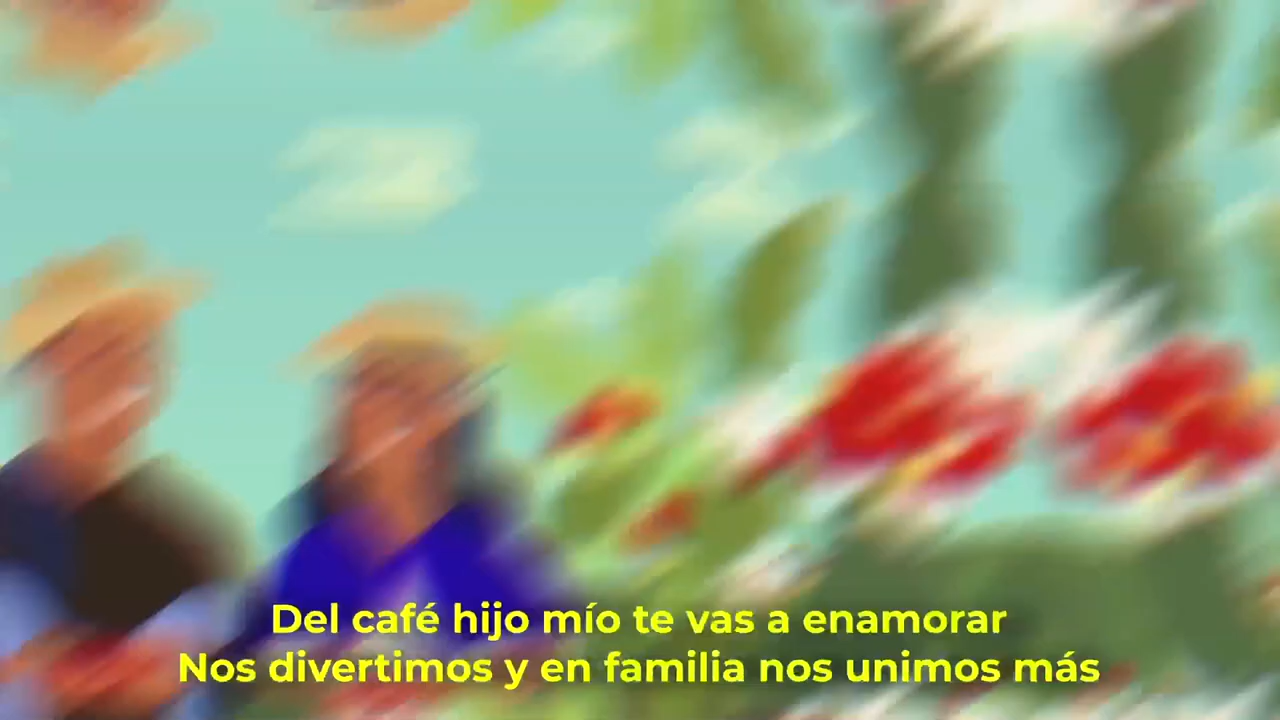 Del café hijo mío te vas a enamorar
Nos divertimos y en familia nos unimos más